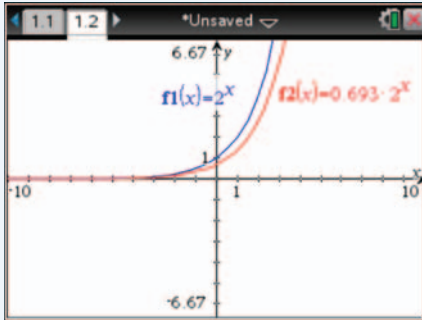 1.1 1.2 *Unsaved
6.67 y
f1(x)=2^x f2(x)=0.693·2^x
1 x
-10 1 10
-6.67